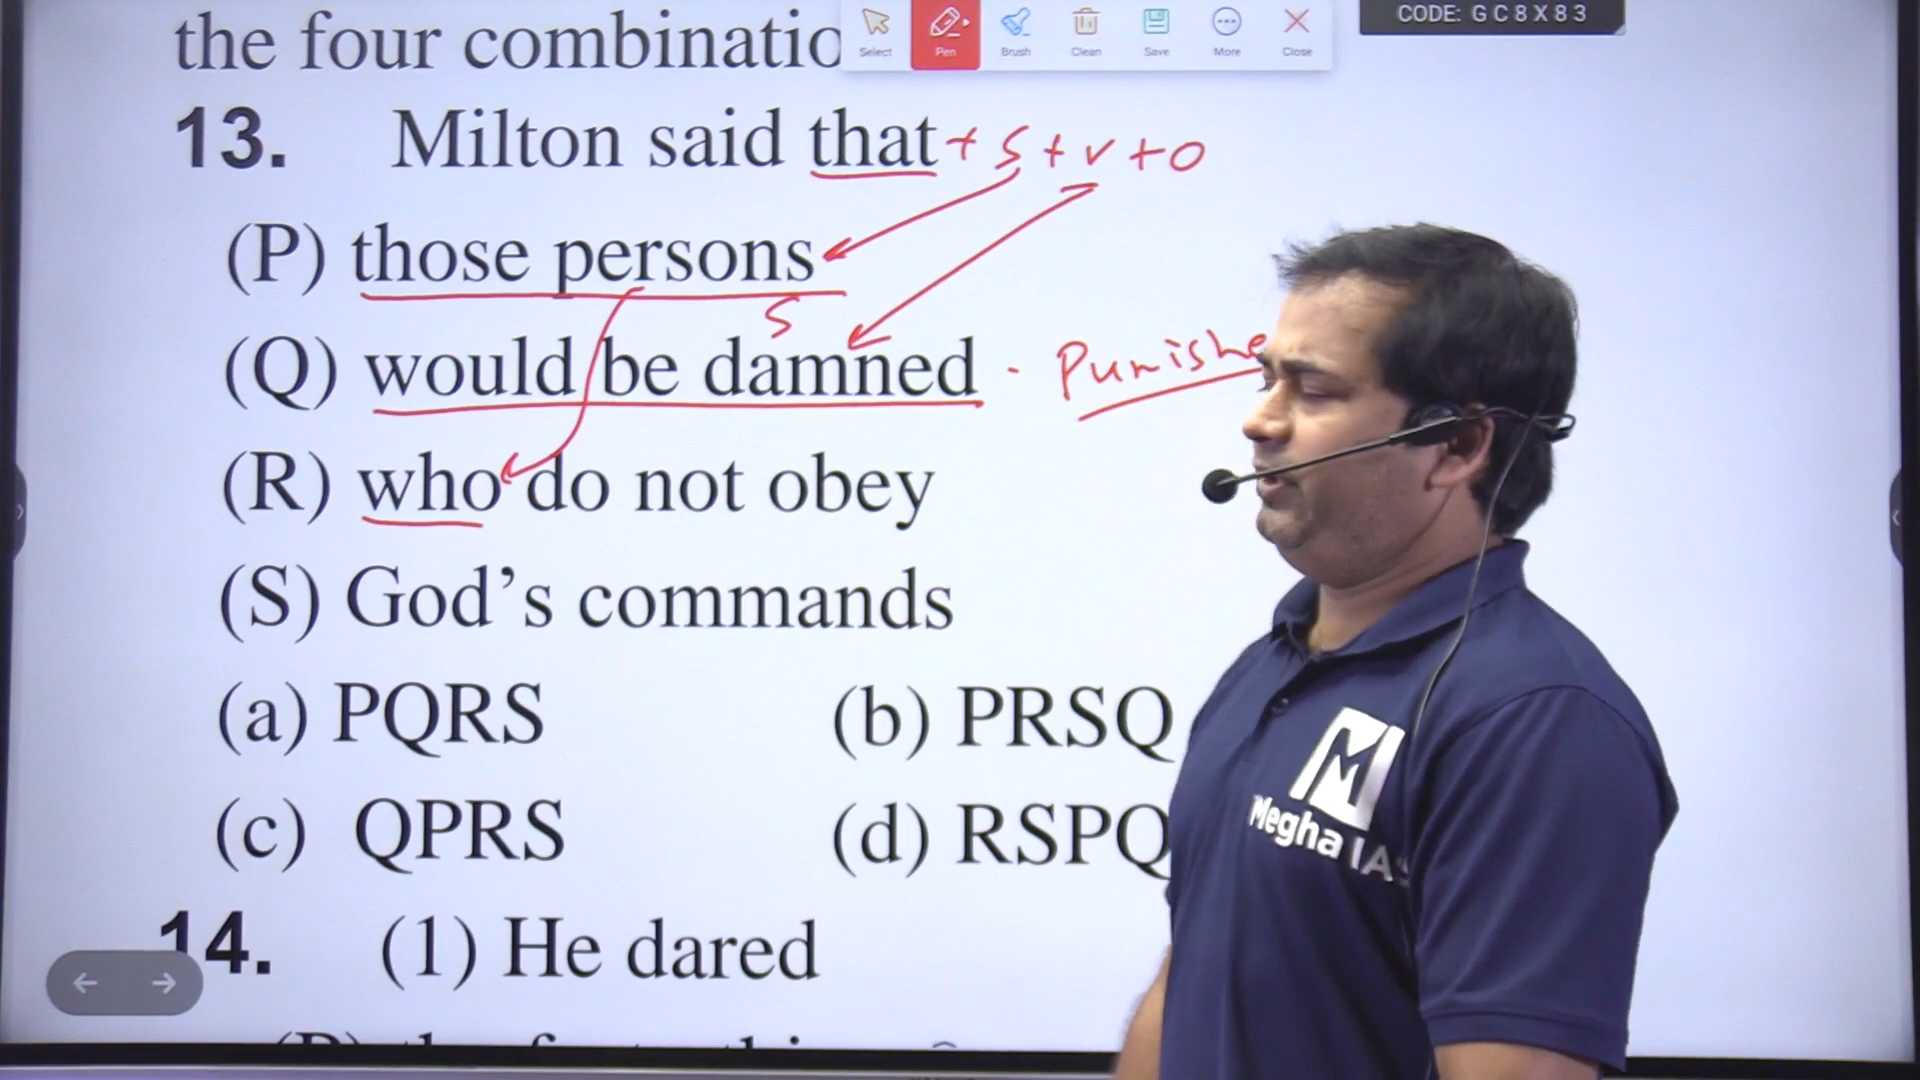 the four combinatio
Select Pen Brush Clean Save More Close
CODE: GC8X83
13. Milton said that + S + V + O
(P) those persons
S
(Q) would be damned · Punishe
(R) who do not obey
(S) God's commands
(a) PQRS (b) PRSQ
(c) QPRS (d) RSPQ
14. (1) He dared
Megha IAS